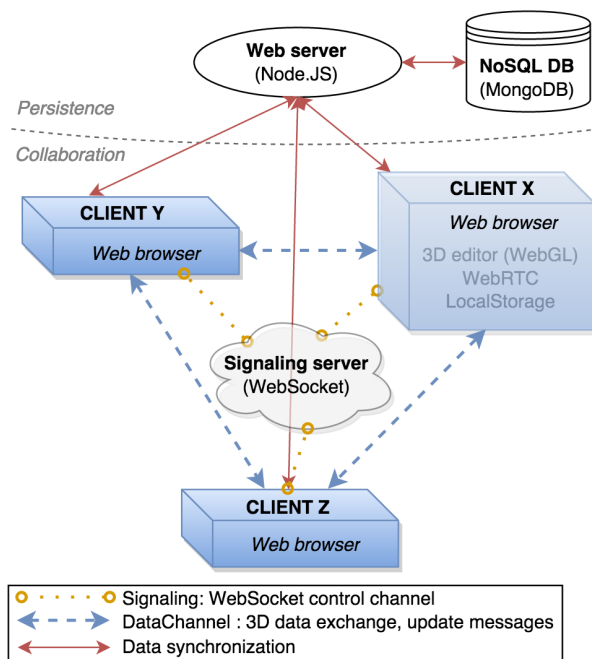 Web server
(Node.JS)
NoSQL DB
(MongoDB)
Persistence
Collaboration
CLIENT Y
Web browser
CLIENT X
Web browser
3D editor (WebGL)
WebRTC
LocalStorage
Signaling server
(WebSocket)
CLIENT Z
Web browser
Signaling: WebSocket control channel
DataChannel : 3D data exchange, update messages
Data synchronization